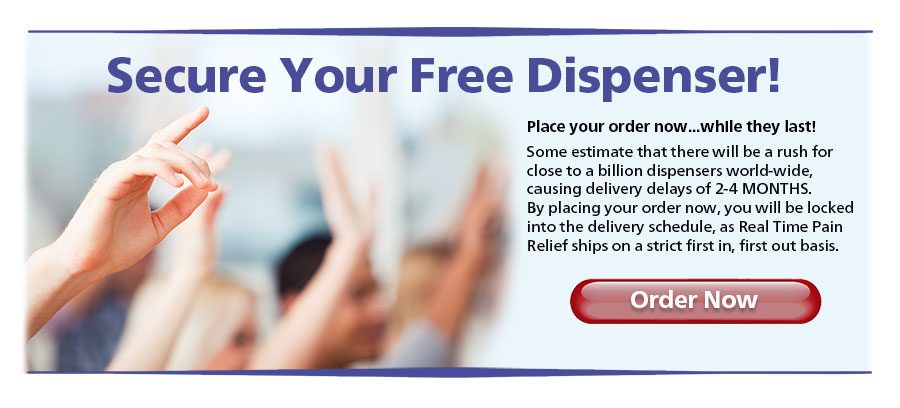 Secure Your Free Dispenser!
Place your order now...while they last!
Some estimate that there will be a rush for
close to a billion dispensers world-wide,
causing delivery delays of 2-4 MONTHS.
By placing your order now, you will be locked
into the delivery schedule, as Real Time Pain
Relief ships on a strict first in, first out basis.
Order Now